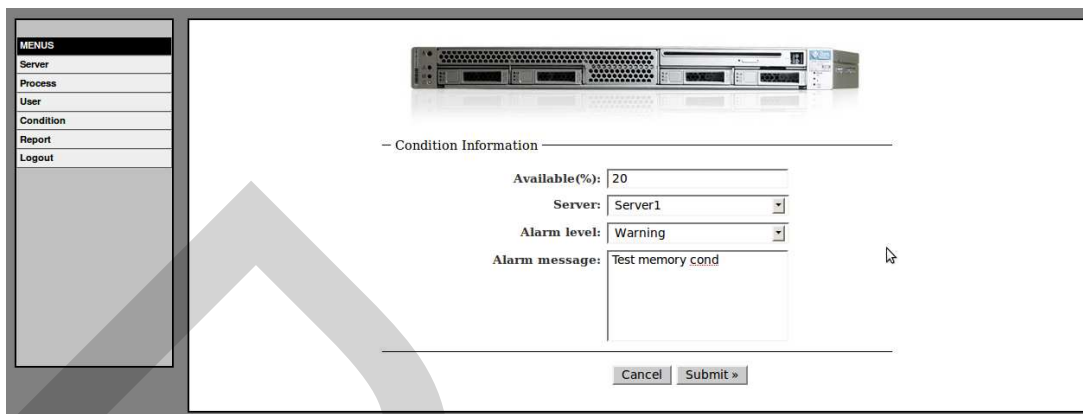 MENUS
Server
Process
User
Condition
Report
Logout
Condition Information
Available(%): 20
Server: Server1
Alarm level: Warning
Alarm message: Test memory cond
Cancel Submit »